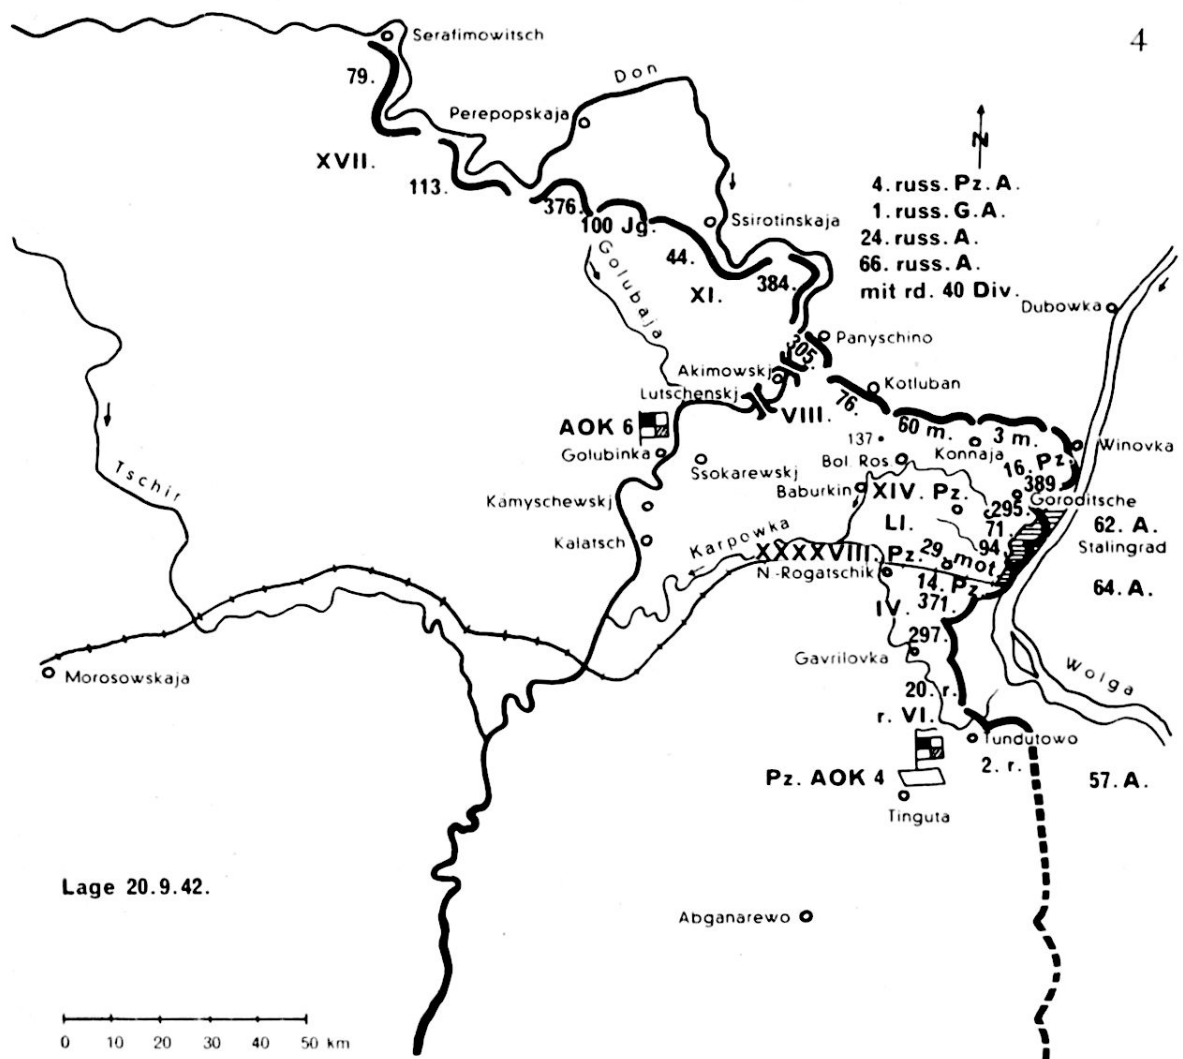 4
Serafimowitsch
Don
79.
Perepopskaja
XVII.
113.
N
4. russ. Pz. A.
1. russ. G. A.
24. russ. A.
66. russ. A.
mit rd. 40 Div.
376.
100 Jg.
Ssirotinskaja
44.
Golubaja
XI.
384.
Dubowka
Panyschino
305.
Akimowskj
Lutschenskj
Kotluban
VIII.
76.
AOK 6
60 m.
3 m.
137
Konnaja
Winovka
Golubinka
Ssokarewskj
Bol. Ros.
16. Pz.
389
Tschir
Baburkin
XIV. Pz.
Goroditsche
Kamyschewskj
295.
LI.
71.
62. A.
Kalatsch
Karpowka
94.
Stalingrad
XXXXVIII. Pz.
29 mot
N.-Rogatschik
14. Pz.
64. A.
371.
IV.
297.
Gavrilovka
Wolga
Morosowskaja
20. r.
r. VI.
Tundutowo
2. r.
Pz. AOK 4
57. A.
Tinguta
Lage 20.9.42.
Abganarewo
0 10 20 30 40 50 km